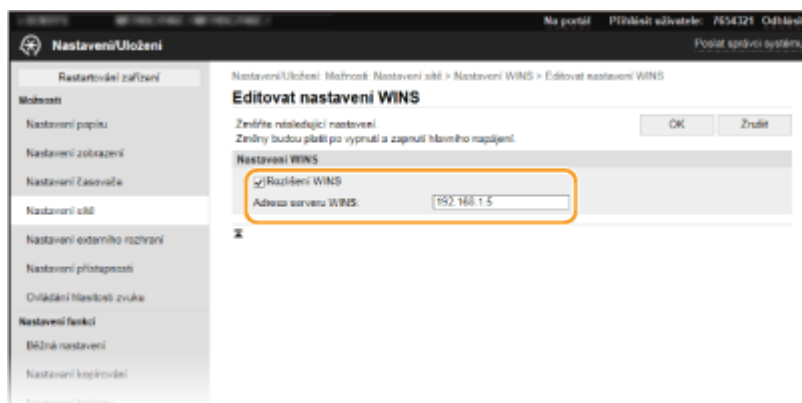 Na portál Přihlásit uživatele: 7654321 Odhlásit
Nastavení/Uložení
Poslat správci systému
Restartování zařízení
Nastavení/Uložení: Možnosti: Nastavení sítě > Nastavení WINS > Editovat nastavení WINS
Možnosti
Editovat nastavení WINS
Nastavení papíru
Změňte následující nastavení.
OK
Zrušit
Změny budou platit po vypnutí a zapnutí hlavního napájení.
Nastavení zobrazení
Nastavení WINS
Nastavení časovače
Rozlišení WINS
Adresa serveru WINS:
192.168.1.5
Nastavení sítě
Nastavení externího rozhraní
Nastavení přístupnosti
Ovládání hlasitosti zvuku
Nastavení funkcí
Běžná nastavení
Nastavení kopírování